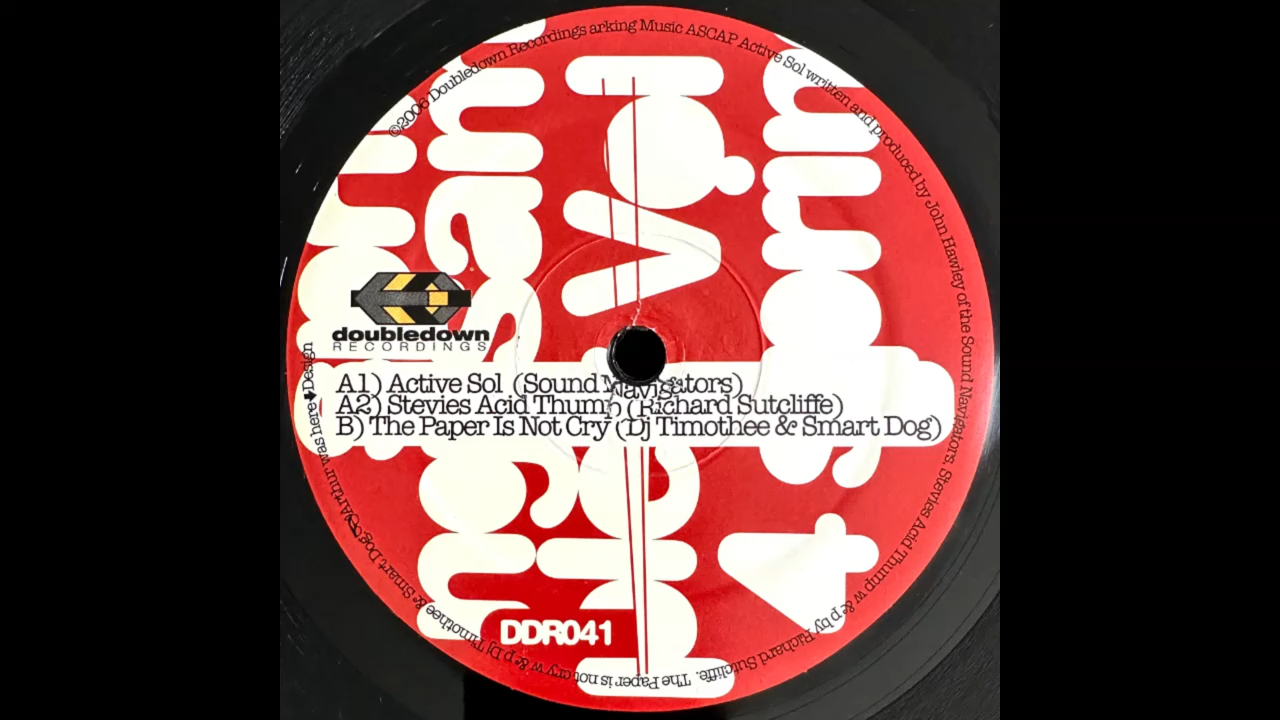 ©2006 Doubledown Recordings arking Music ASCAP Active Sol written and produced by John Hawley of the Sound Navigators. Stevies Acid Thump w & p by Richard Sutcliffe. The Paper is not cry w & p Dj Timothee & Smart Dog
Arthur was here Design
doubledown
RECORDINGS
A1) Active Sol (Sound Navigators)
A2) Stevies Acid Thump (Richard Sutcliffe)
B) The Paper Is Not Cry (Dj Timothee & Smart Dog)
4
DDR041